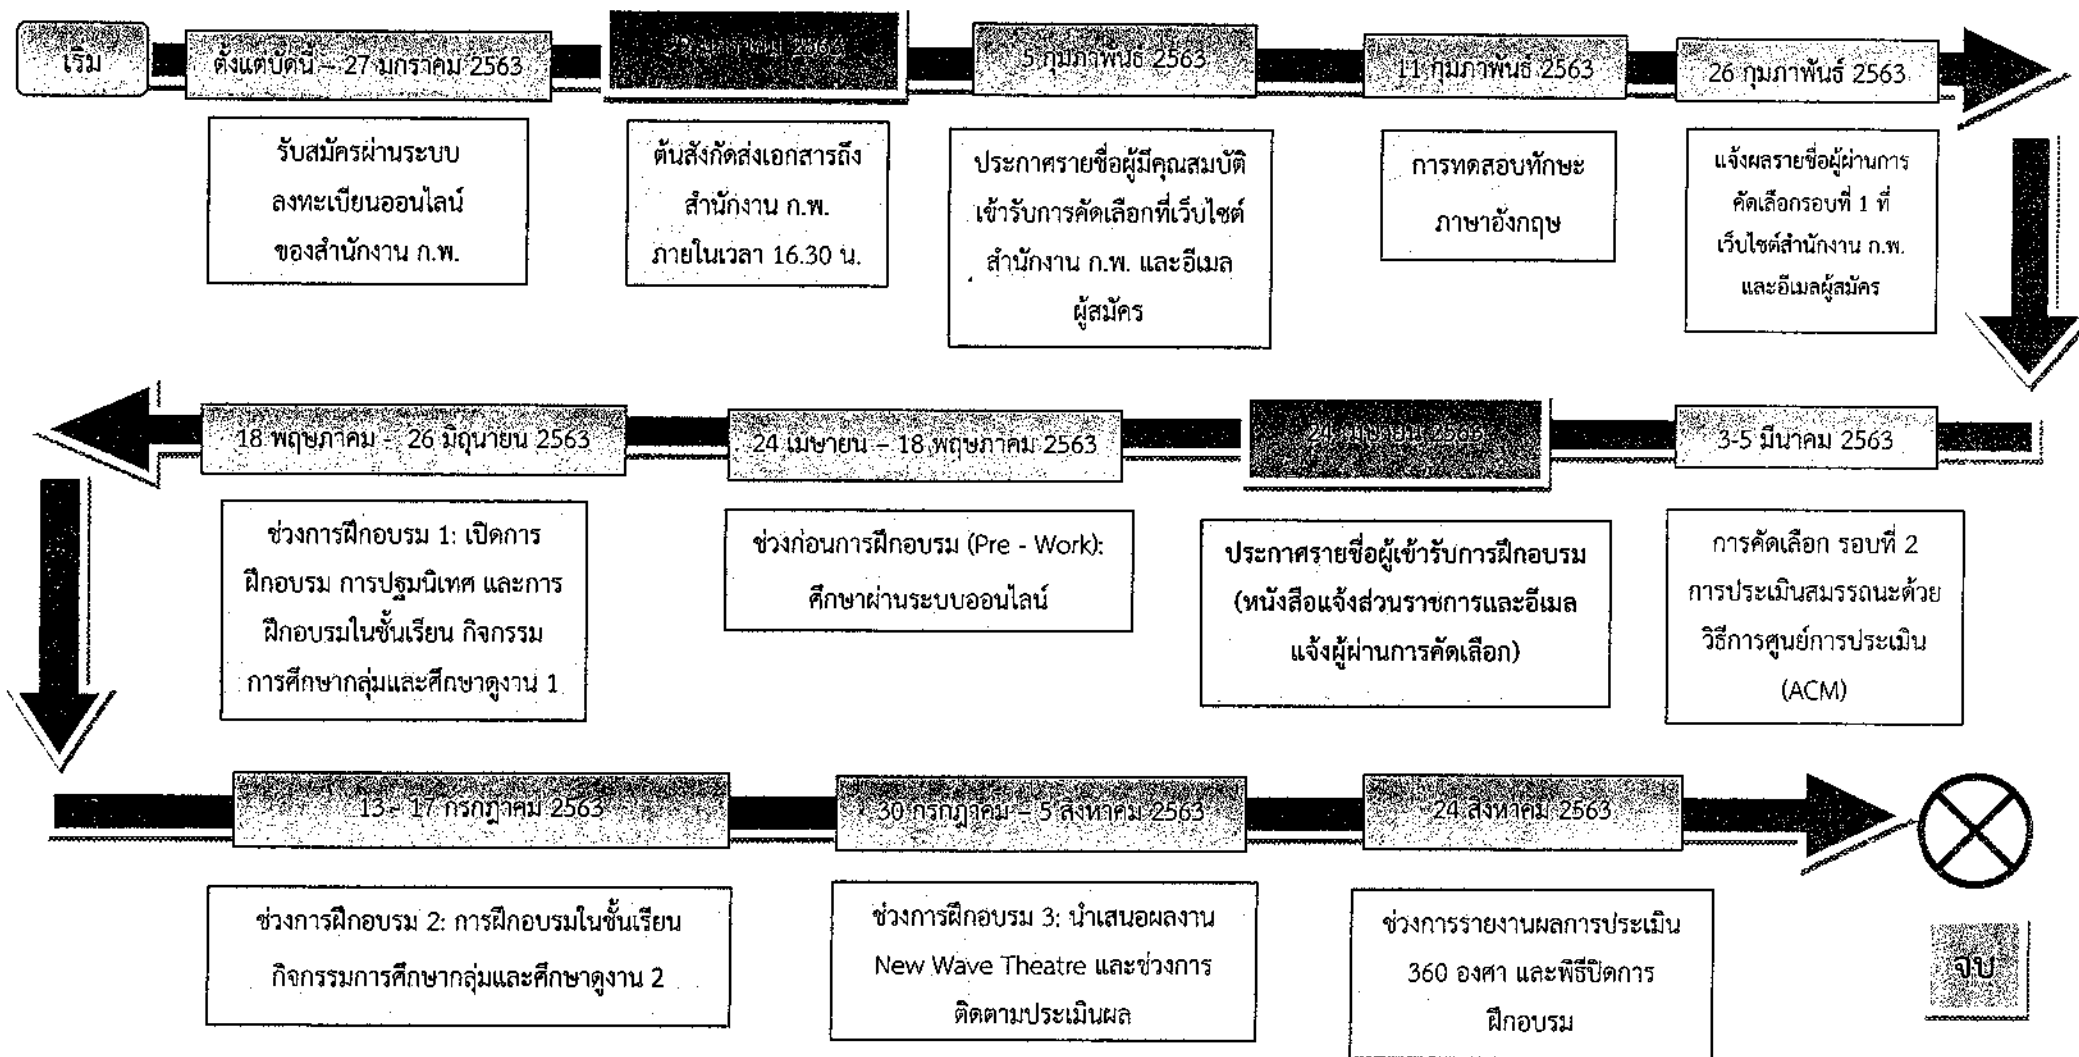 เริ่ม
ตั้งแต่บัดนี้ – 27 มกราคม 2563
5 กุมภาพันธ์ 2563
11 กุมภาพันธ์ 2563
26 กุมภาพันธ์ 2563
รับสมัครผ่านระบบ
ลงทะเบียนออนไลน์
ของสำนักงาน ก.พ.
ต้นสังกัดส่งเอกสารถึง
สำนักงาน ก.พ.
ภายในเวลา 16.30 น.
ประกาศรายชื่อผู้มีคุณสมบัติ
เข้ารับการคัดเลือกที่เว็บไซต์
สำนักงาน ก.พ. และอีเมล
ผู้สมัคร
การทดสอบทักษะ
ภาษาอังกฤษ
แจ้งผลรายชื่อผู้ผ่านการ
คัดเลือกรอบที่ 1 ที่
เว็บไซต์สำนักงาน ก.พ.
และอีเมลผู้สมัคร
18 พฤษภาคม - 26 มิถุนายน 2563
24 เมษายน – 18 พฤษภาคม 2563
24 เมษายน 2563
3-5 มีนาคม 2563
ช่วงการฝึกอบรม 1: เปิดการ
ฝึกอบรม การปฐมนิเทศ และการ
ฝึกอบรมในชั้นเรียน กิจกรรม
การศึกษากลุ่มและศึกษาดูงาน 1
ช่วงก่อนการฝึกอบรม (Pre - Work):
ศึกษาผ่านระบบออนไลน์
ประกาศรายชื่อผู้เข้ารับการฝึกอบรม
(หนังสือแจ้งส่วนราชการและอีเมล
แจ้งผู้ผ่านการคัดเลือก)
การคัดเลือก รอบที่ 2
การประเมินสมรรถนะด้วย
วิธีการศูนย์การประเมิน
(ACM)
13 - 17 กรกฎาคม 2563
30 กรกฎาคม – 5 สิงหาคม 2563
24 สิงหาคม 2563
ช่วงการฝึกอบรม 2: การฝึกอบรมในชั้นเรียน
กิจกรรมการศึกษากลุ่มและศึกษาดูงาน 2
ช่วงการฝึกอบรม 3: นำเสนอผลงาน
New Wave Theatre และช่วงการ
ติดตามประเมินผล
ช่วงการรายงานผลการประเมิน
360 องศา และพิธีปิดการ
ฝึกอบรม
จบ